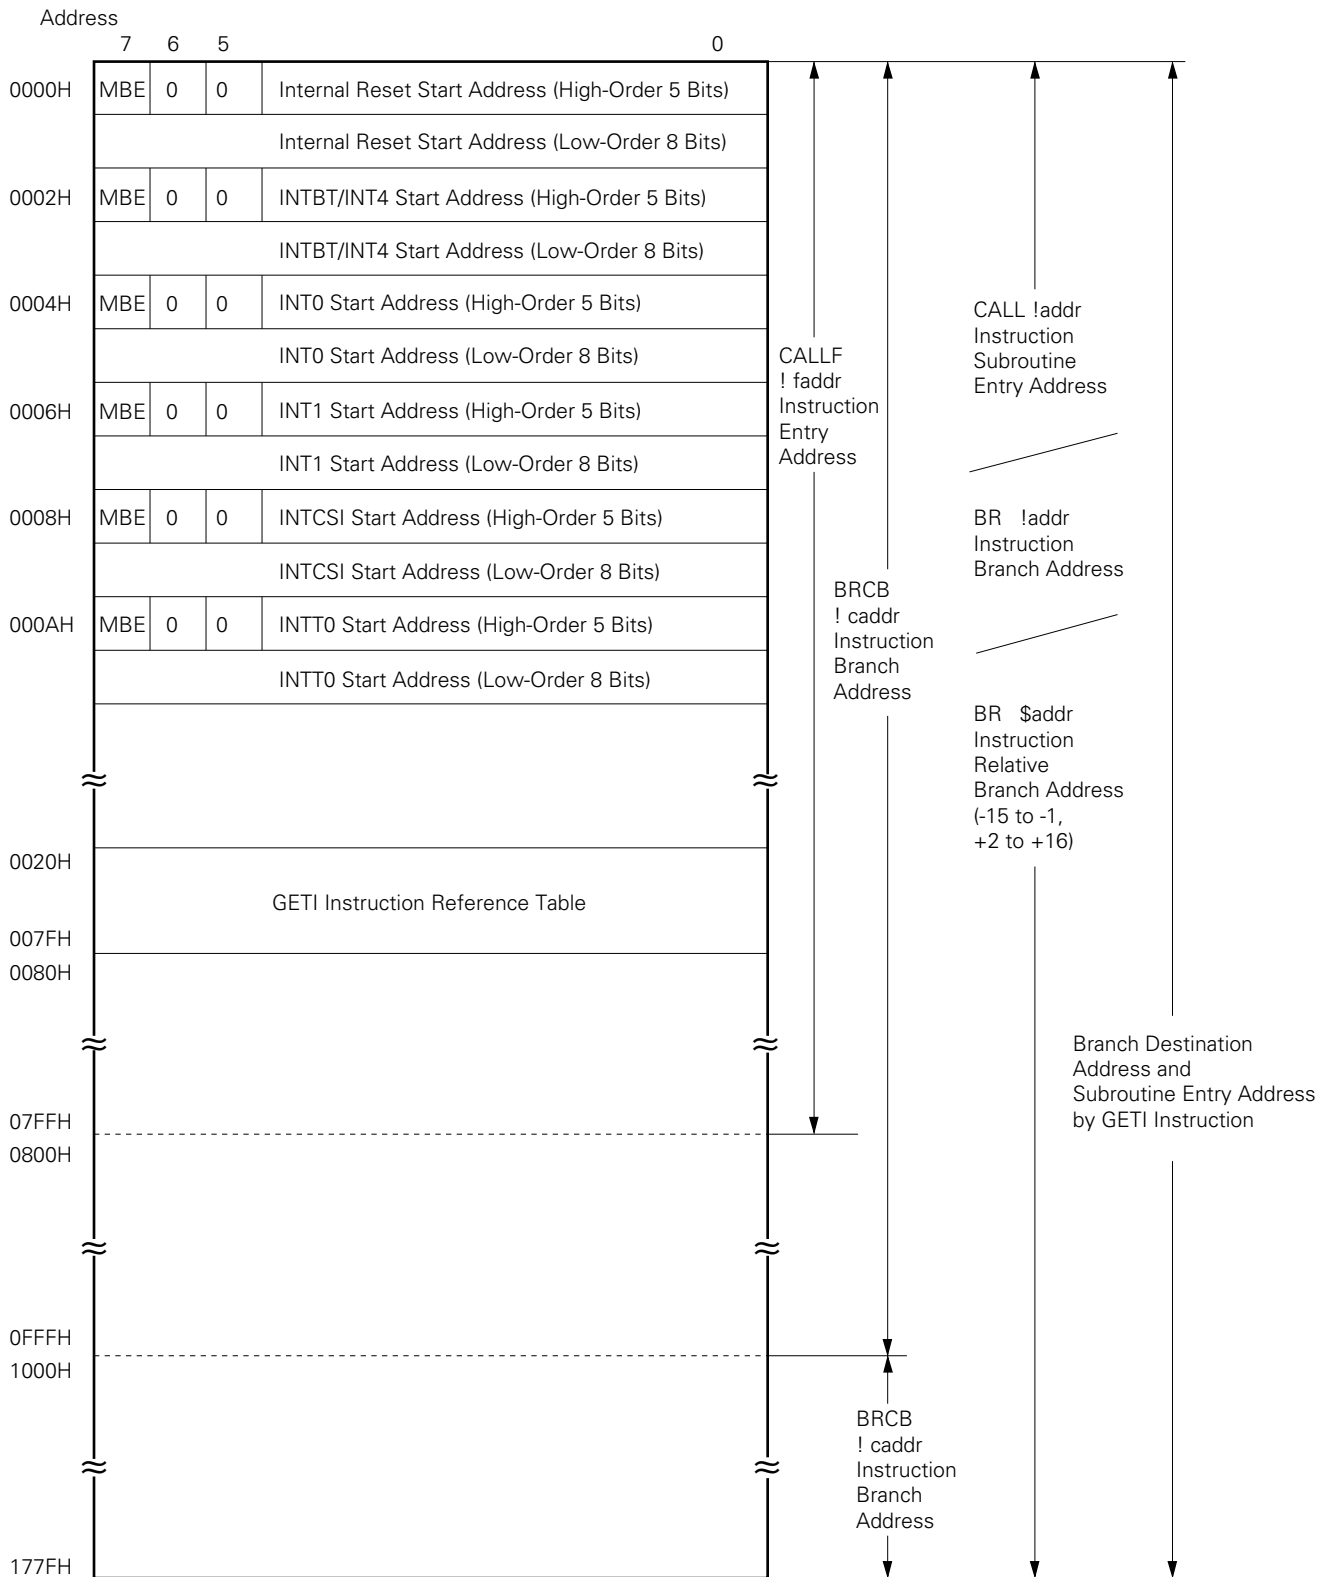 Address
7 6 5 0
0000H MBE 0 0 Internal Reset Start Address (High-Order 5 Bits)
Internal Reset Start Address (Low-Order 8 Bits)
0002H MBE 0 0 INTBT/INT4 Start Address (High-Order 5 Bits)
INTBT/INT4 Start Address (Low-Order 8 Bits)
0004H MBE 0 0 INT0 Start Address (High-Order 5 Bits)
INT0 Start Address (Low-Order 8 Bits)
0006H MBE 0 0 INT1 Start Address (High-Order 5 Bits)
INT1 Start Address (Low-Order 8 Bits)
0008H MBE 0 0 INTCSI Start Address (High-Order 5 Bits)
INTCSI Start Address (Low-Order 8 Bits)
000AH MBE 0 0 INTT0 Start Address (High-Order 5 Bits)
INTT0 Start Address (Low-Order 8 Bits)
0020H
GETI Instruction Reference Table
007FH
0080H
07FFH
0800H
0FFFH
1000H
177FH
CALLF
! faddr
Instruction
Entry
Address
BRCB
! caddr
Instruction
Branch
Address
BRCB
! caddr
Instruction
Branch
Address
CALL !addr
Instruction
Subroutine
Entry Address
BR !addr
Instruction
Branch Address
BR $addr
Instruction
Relative
Branch Address
(-15 to -1,
+2 to +16)
Branch Destination
Address and
Subroutine Entry Address
by GETI Instruction